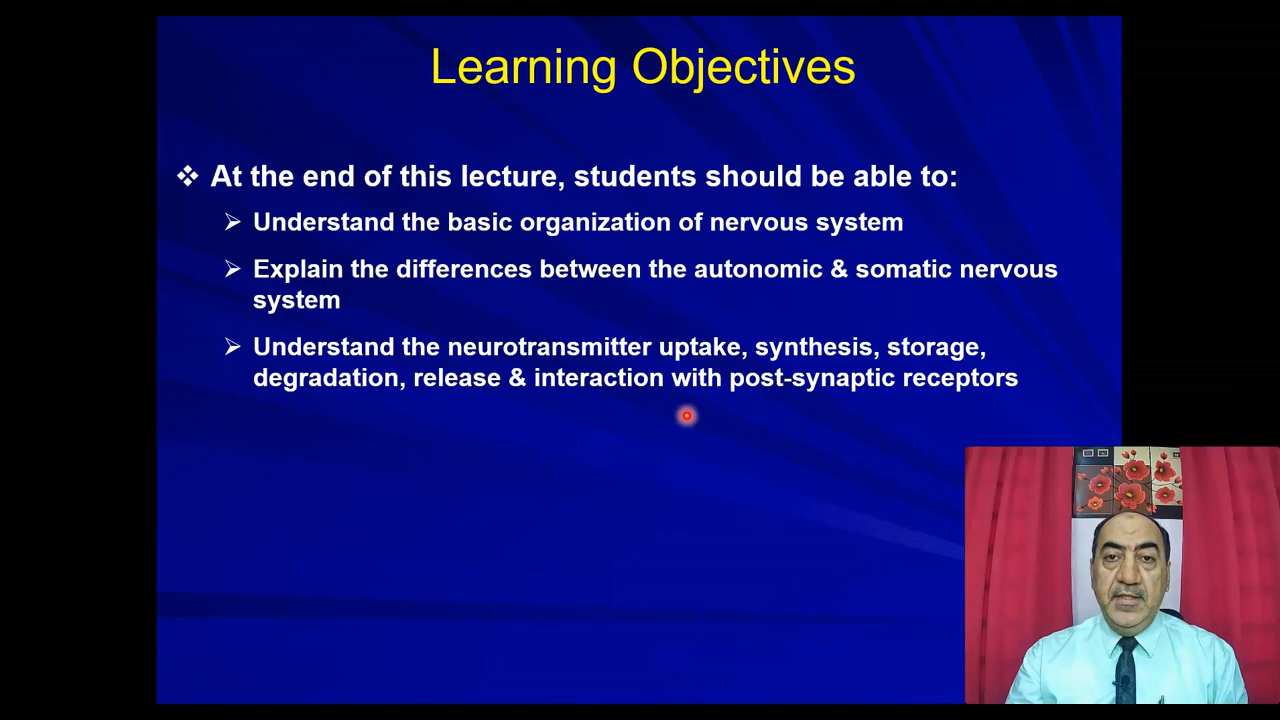 Learning Objectives
❖ At the end of this lecture, students should be able to:
➢ Understand the basic organization of nervous system
➢ Explain the differences between the autonomic & somatic nervous
system
➢ Understand the neurotransmitter uptake, synthesis, storage,
degradation, release & interaction with post-synaptic receptors